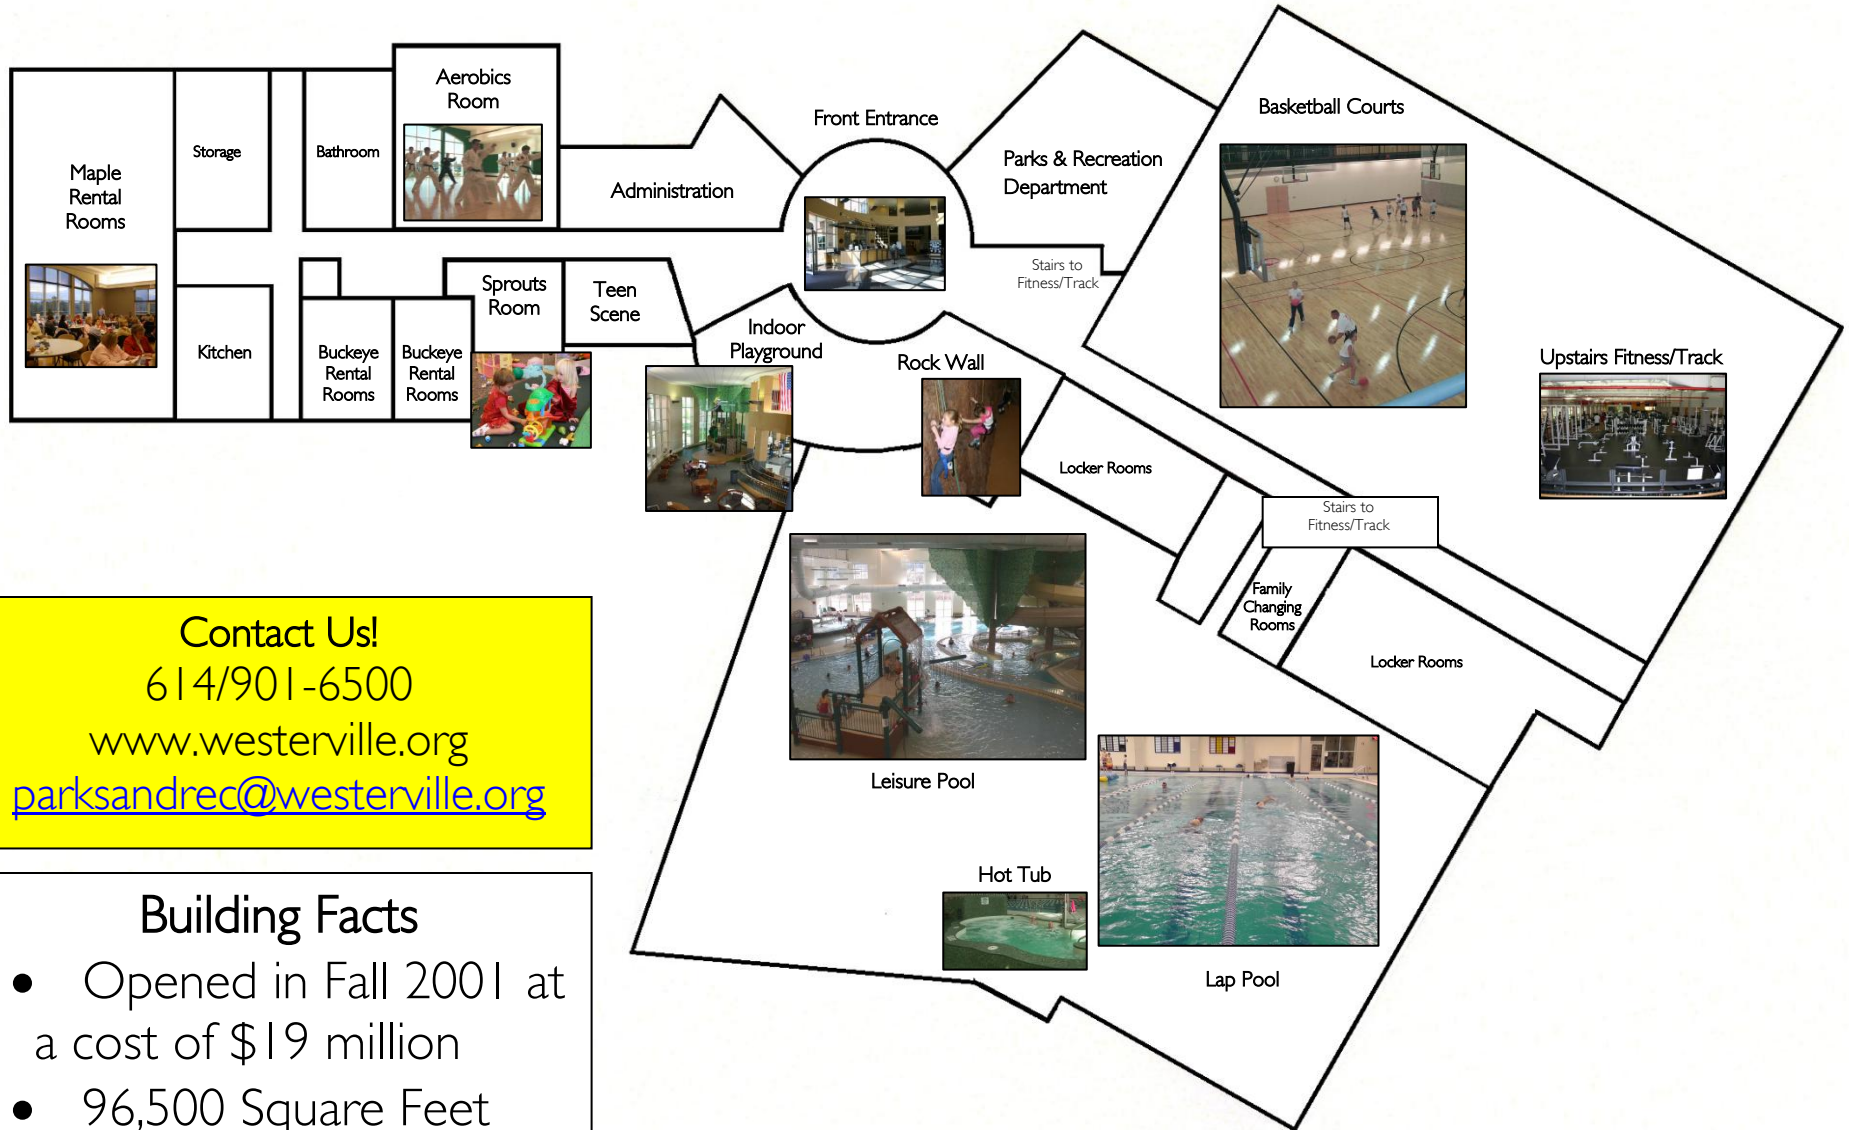 Aerobics
Room
Front Entrance
Basketball Courts
Storage
Bathroom
Maple
Rental
Rooms
Administration
Parks & Recreation
Department
Stairs to
Fitness/Track
Sprouts
Room
Teen
Scene
Indoor
Playground
Kitchen
Buckeye
Rental
Rooms
Buckeye
Rental
Rooms
Rock Wall
Upstairs Fitness/Track
Locker Rooms
Stairs to
Fitness/Track
Family
Changing
Rooms
Locker Rooms
Leisure Pool
Hot Tub
Lap Pool
Contact Us!
614/901-6500
www.westerville.org
parksandrec@westerville.org
Building Facts
• Opened in Fall 2001 at
a cost of $19 million
• 96,500 Square Feet